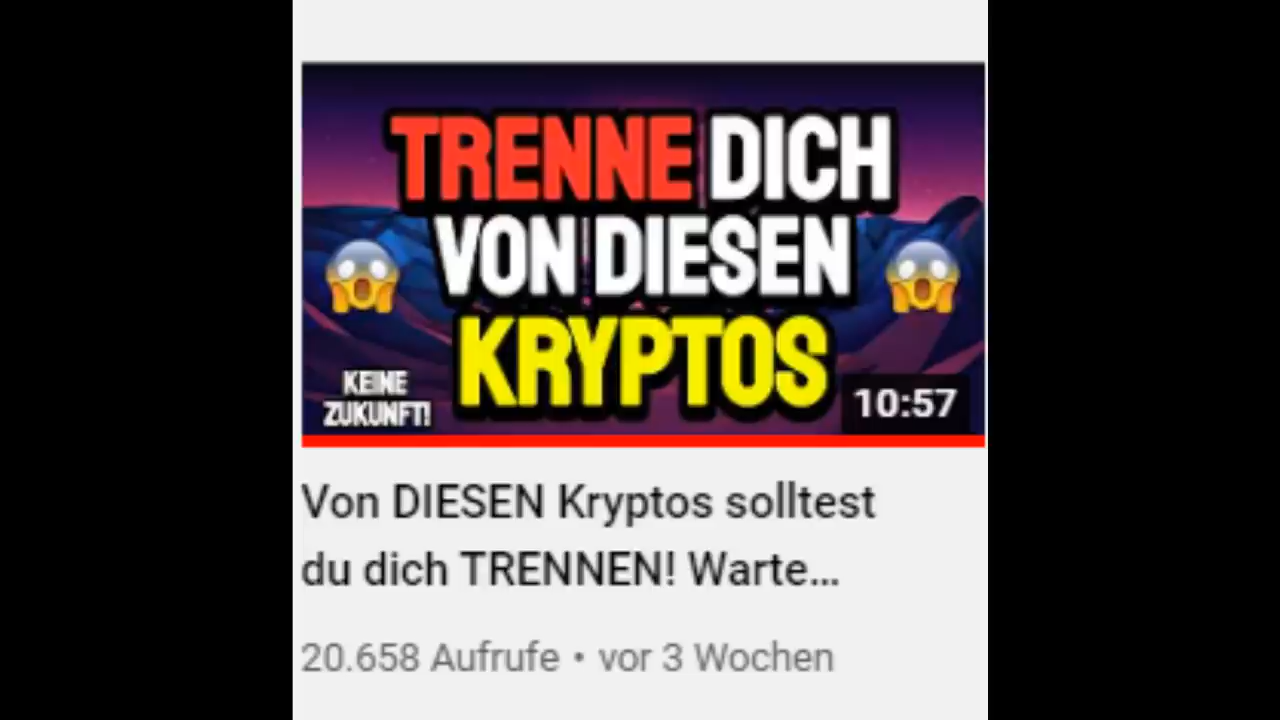 TRENNE DICH
VON DIESEN
KRYPTOS
KEINE
ZUKUNFT!
10:57
Von DIESEN Kryptos solltest
du dich TRENNEN! Warte...
20.658 Aufrufe • vor 3 Wochen